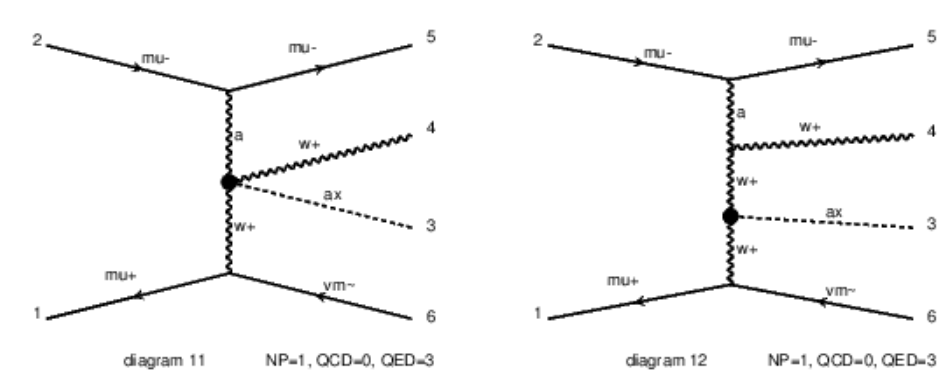 2
mu-
mu-
5
a
w+
4
ax
3
w+
mu+
vm~
1
6
diagram 11 NP=1, QCD=0, QED=3
2
mu-
mu-
5
a
w+
4
w+
ax
3
w+
mu+
vm~
1
6
diagram 12 NP=1, QCD=0, QED=3